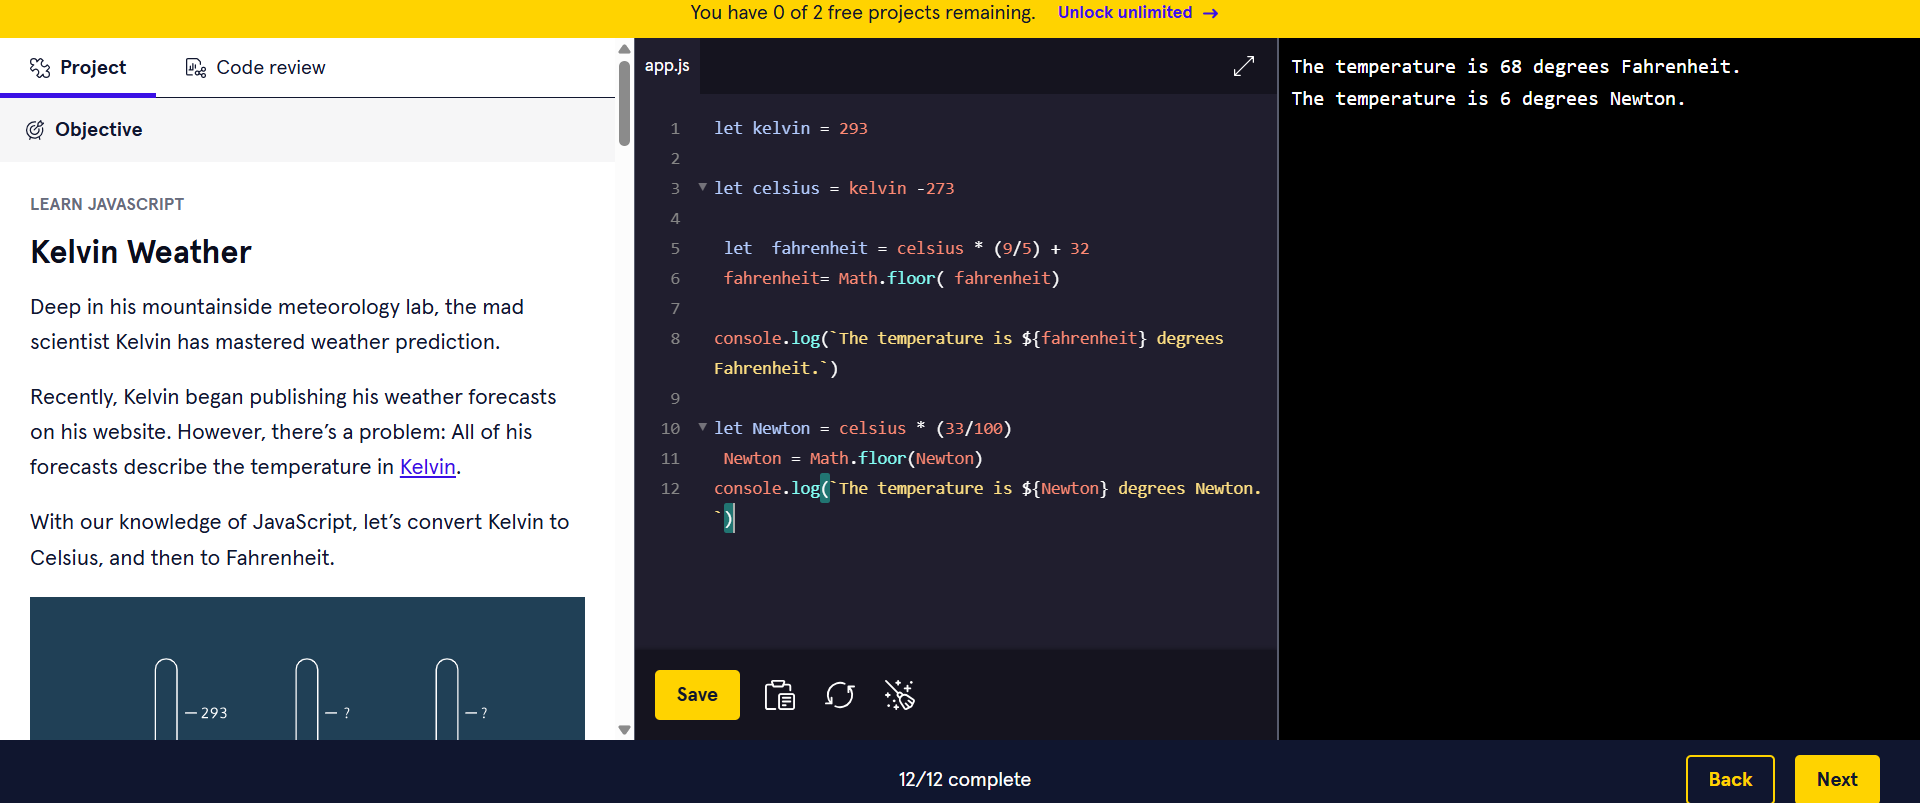 You have 0 of 2 free projects remaining. Unlock unlimited →
Project
Code review
Objective
LEARN JAVASCRIPT
Kelvin Weather
Deep in his mountainside meteorology lab, the mad
scientist Kelvin has mastered weather prediction.
Recently, Kelvin began publishing his weather forecasts
on his website. However, there’s a problem: All of his
forecasts describe the temperature in Kelvin.
With our knowledge of JavaScript, let’s convert Kelvin to
Celsius, and then to Fahrenheit.
293
?
?
app.js
1 let kelvin = 293
2
3 let celsius = kelvin -273
4
5 let  fahrenheit = celsius * (9/5) + 32
6 fahrenheit= Math.floor( fahrenheit)
7
8 console.log(`The temperature is ${fahrenheit} degrees
Fahrenheit.`)
9
10 let Newton = celsius * (33/100)
11 Newton = Math.floor(Newton)
12 console.log(`The temperature is ${Newton} degrees Newton.
`)
Save
The temperature is 68 degrees Fahrenheit.
The temperature is 6 degrees Newton.
12/12 complete
Back
Next